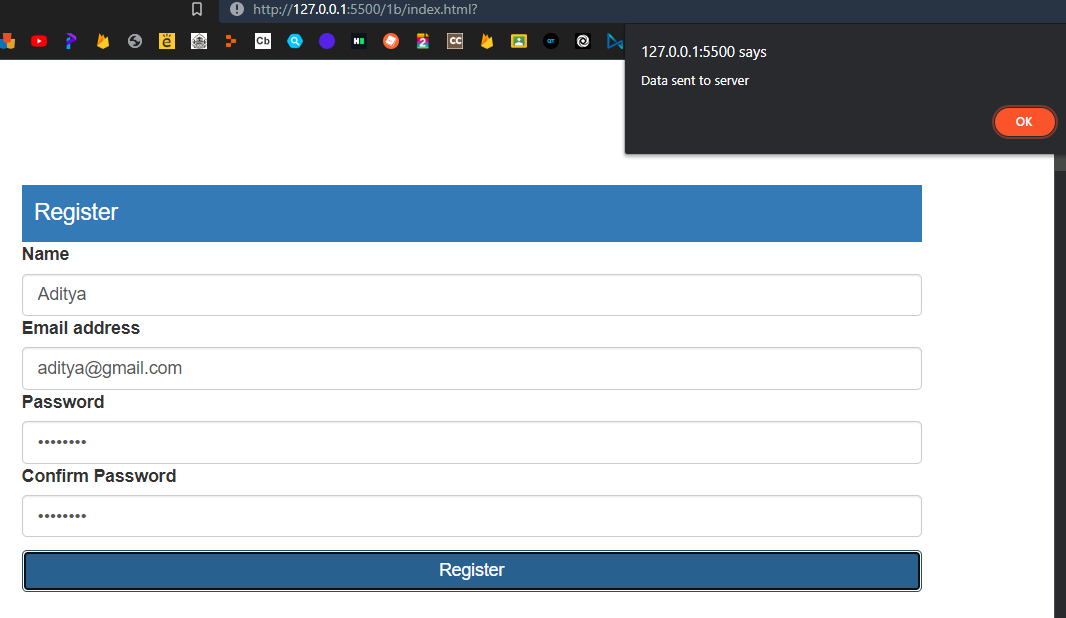 http://127.0.0.1:5500/1b/index.html?
Cb
CC
127.0.0.1:5500 says
Data sent to server
OK
Register
Name
Aditya
Email address
aditya@gmail.com
Password
••••••••
Confirm Password
••••••••
Register